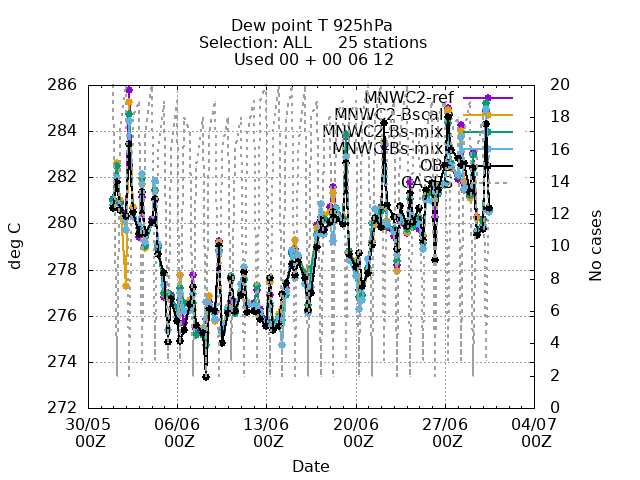 Dew point T 925hPa
Selection: ALL 25 stations
Used 00 + 00 06 12
286 20
MNWC2-ref
MNWC2-Bscal
284 18
MNWC2-Bs-mix
16
MNWC-Bs-mix
OBS
282 14
CASES
280 12
deg C
No cases
10
278 8
276 6
4
274
2
272 0
30/05 06/06 13/06 20/06 27/06 04/07
00Z 00Z 00Z 00Z 00Z 00Z
Date